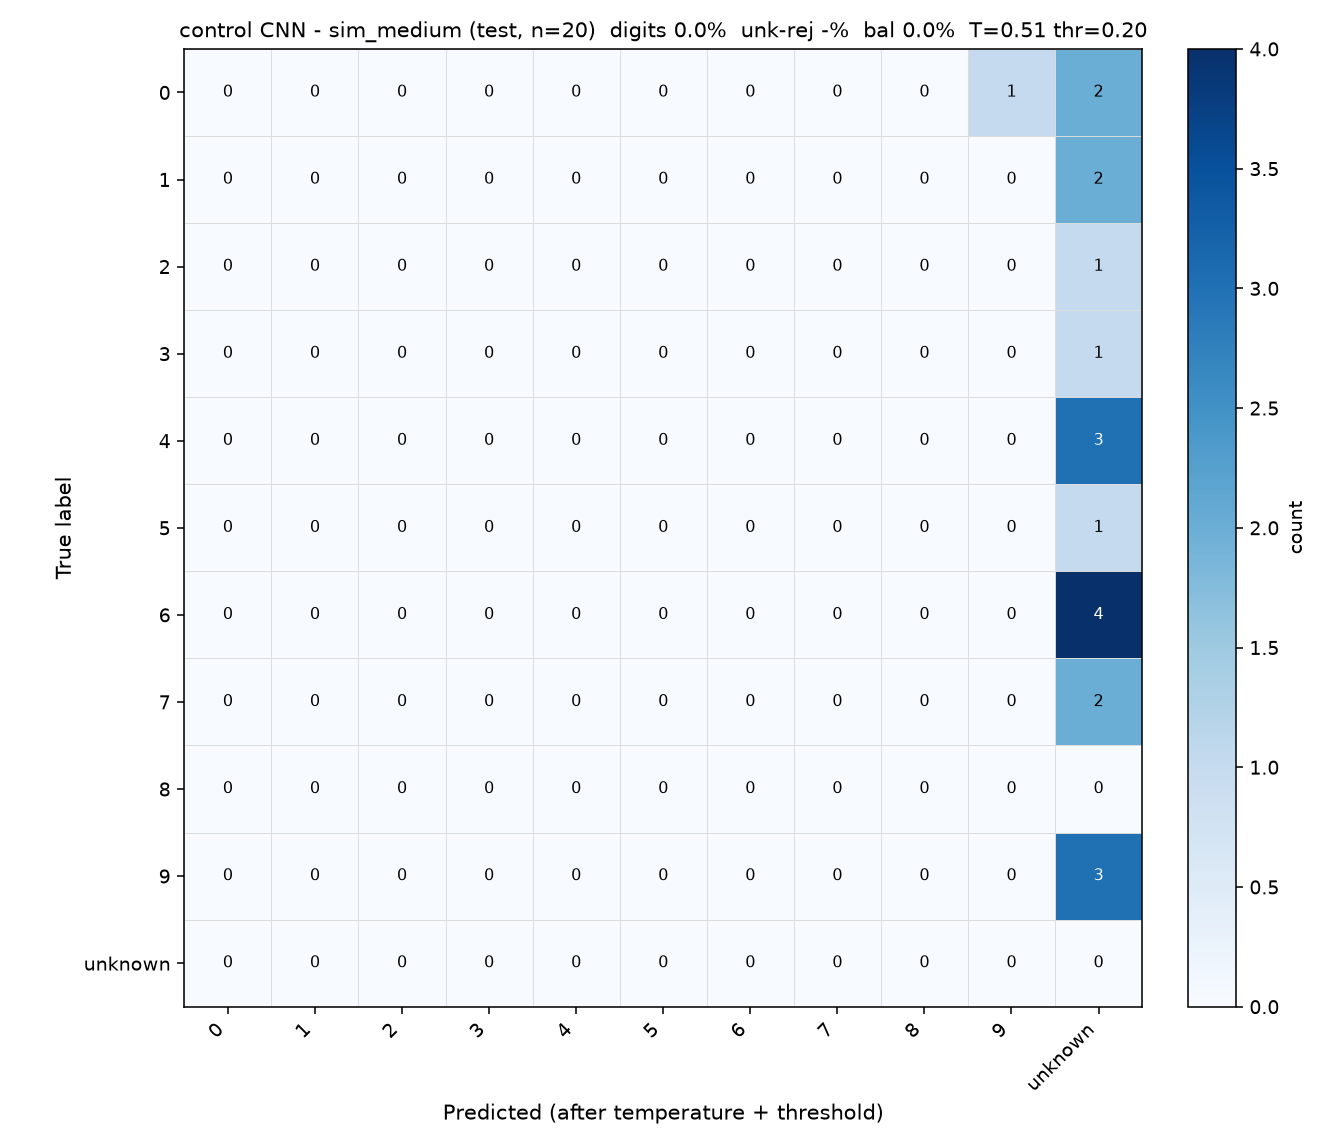 control CNN - sim_medium (test, n=20)  digits 0.0%  unk-rej -%  bal 0.0%  T=0.51 thr=0.20
0 0 0 0 0 0 0 0 0 0 1 2
1 0 0 0 0 0 0 0 0 0 0 2
2 0 0 0 0 0 0 0 0 0 0 1
3 0 0 0 0 0 0 0 0 0 0 1
4 0 0 0 0 0 0 0 0 0 0 3
5 0 0 0 0 0 0 0 0 0 0 1
6 0 0 0 0 0 0 0 0 0 0 4
7 0 0 0 0 0 0 0 0 0 0 2
8 0 0 0 0 0 0 0 0 0 0 0
9 0 0 0 0 0 0 0 0 0 0 3
unknown 0 0 0 0 0 0 0 0 0 0 0
0 1 2 3 4 5 6 7 8 9 unknown
Predicted (after temperature + threshold)
True label
4.0
3.5
3.0
2.5
2.0
1.5
1.0
0.5
0.0
count